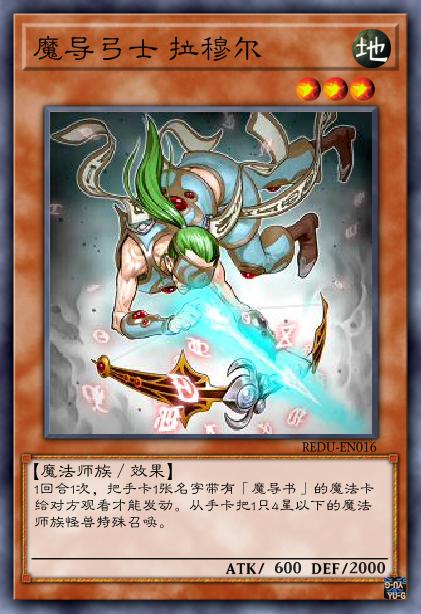 魔导弓士 拉穆尔
地
REDU-EN016
【魔法师族／效果】
1回合1次，把手卡1张名字带有「魔导书」的魔法卡
给对方观看才能发动。从手卡把1只4星以下的魔法
师族怪兽特殊召唤。
ATK/ 600 DEF/2000